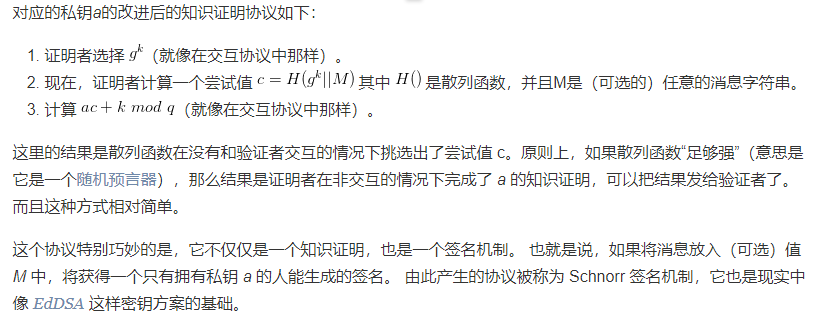 对应的私钥a的改进后的知识证明协议如下：
1. 证明者选择 g^k（就像在交互协议中那样）。
2. 现在，证明者计算一个尝试值 c = H(g^k||M) 其中 H() 是散列函数，并且M是（可选的）任意的消息字符串。
3. 计算 ac + k mod q（就像在交互协议中那样）。
这里的结果是散列函数在没有和验证者交互的情况下挑选出了尝试值 c。原则上，如果散列函数“足够强”（意思是
它是一个随机预言器），那么结果是证明者在非交互的情况下完成了 a 的知识证明，可以把结果发给验证者了。
而且这种方式相对简单。
这个协议特别巧妙的是，它不仅仅是一个知识证明，也是一个签名机制。 也就是说，如果将消息放入（可选）值
M 中，将获得一个只有拥有私钥 a 的人能生成的签名。 由此产生的协议被称为 Schnorr 签名机制，它也是现实中
像 EdDSA 这样密钥方案的基础。